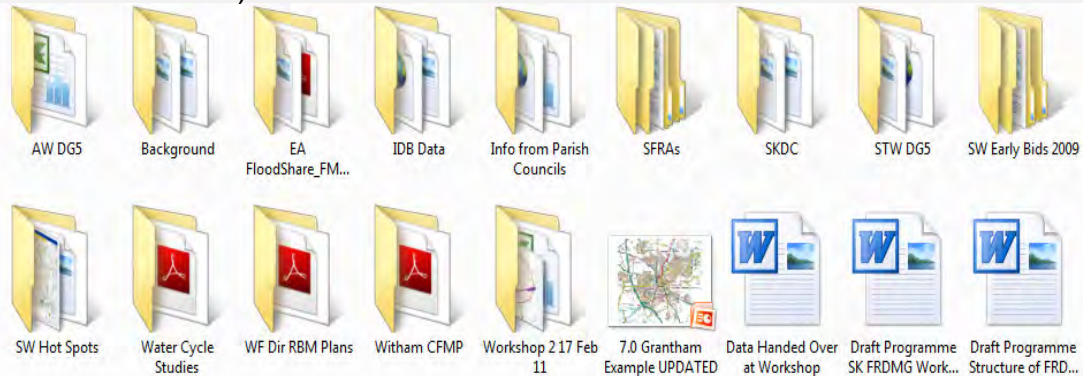 AW DG5
Background
EA
FloodShare_FM...
IDB Data
Info from Parish
Councils
SFRAs
SKDC
STW DG5
SW Early Bids 2009
SW Hot Spots
Water Cycle
Studies
WF Dir RBM Plans
Witham CFMP
Workshop 2 17 Feb
11
7.0 Grantham
Example UPDATED
Data Handed Over
at Workshop
Draft Programme
SK FRDMG Work...
Draft Programme
Structure of FRD...